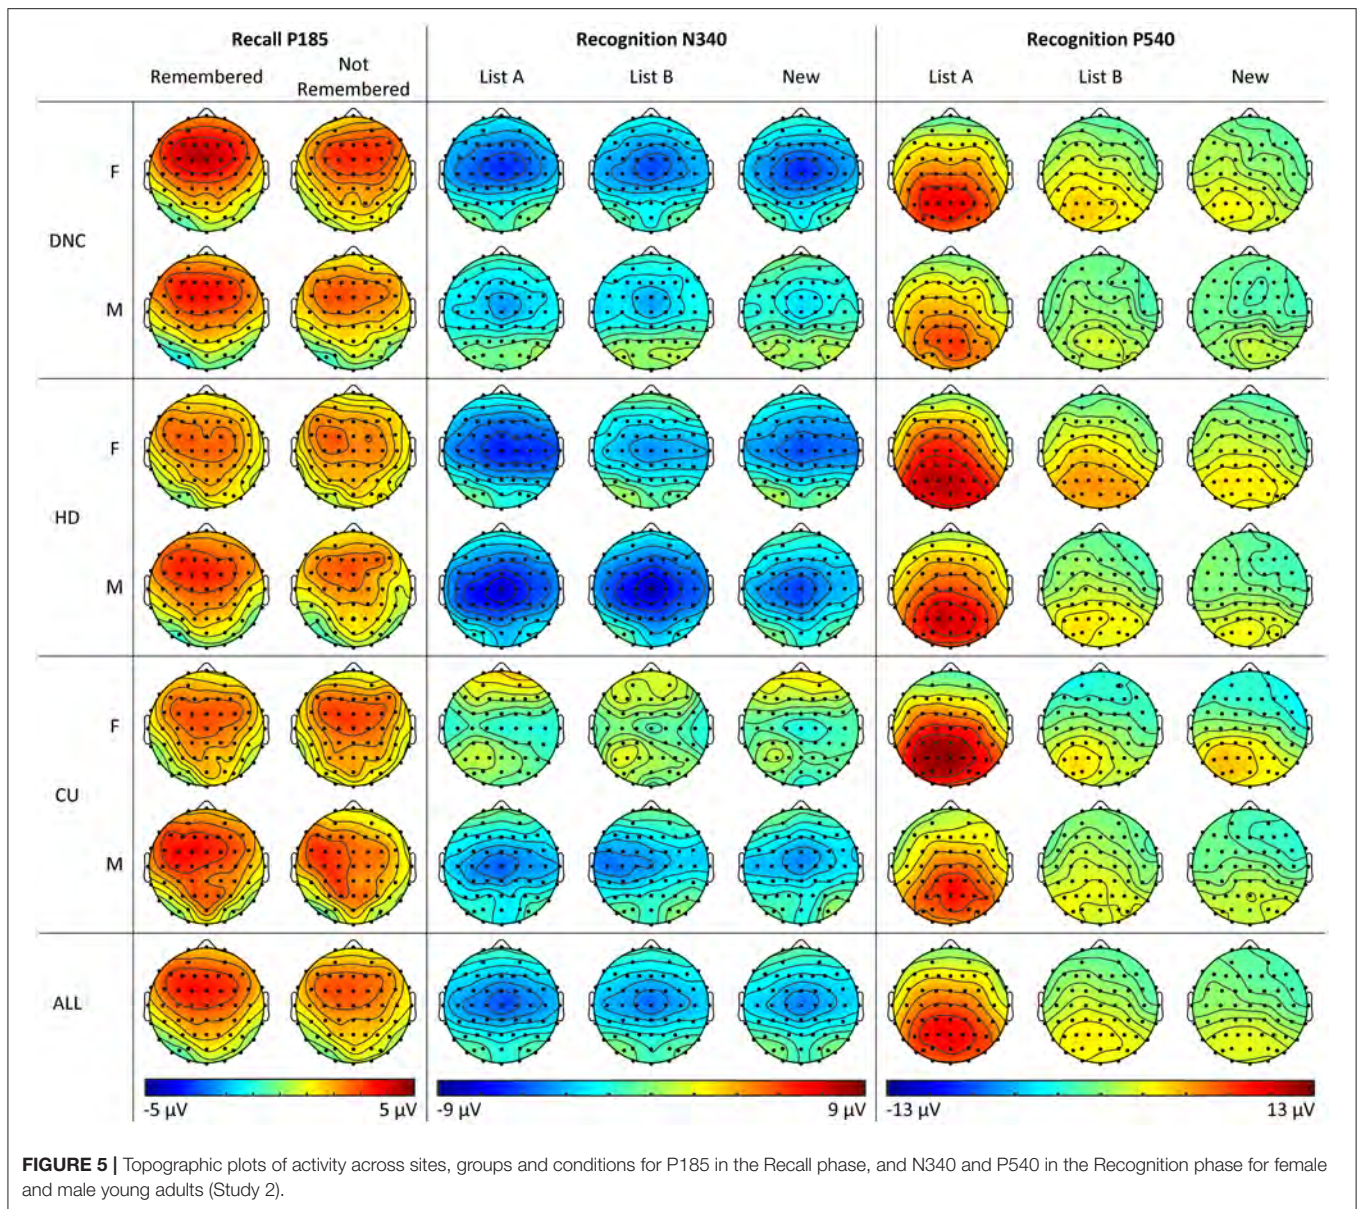 Recall P185 Recognition N340 Recognition P540
Remembered Not Remembered List A List B New List A List B New
DNC
F
M
HD
F
M
CU
F
M
ALL
-5 µV 5 µV -9 µV 9 µV -13 µV 13 µV
FIGURE 5 | Topographic plots of activity across sites, groups and conditions for P185 in the Recall phase, and N340 and P540 in the Recognition phase for female
and male young adults (Study 2).